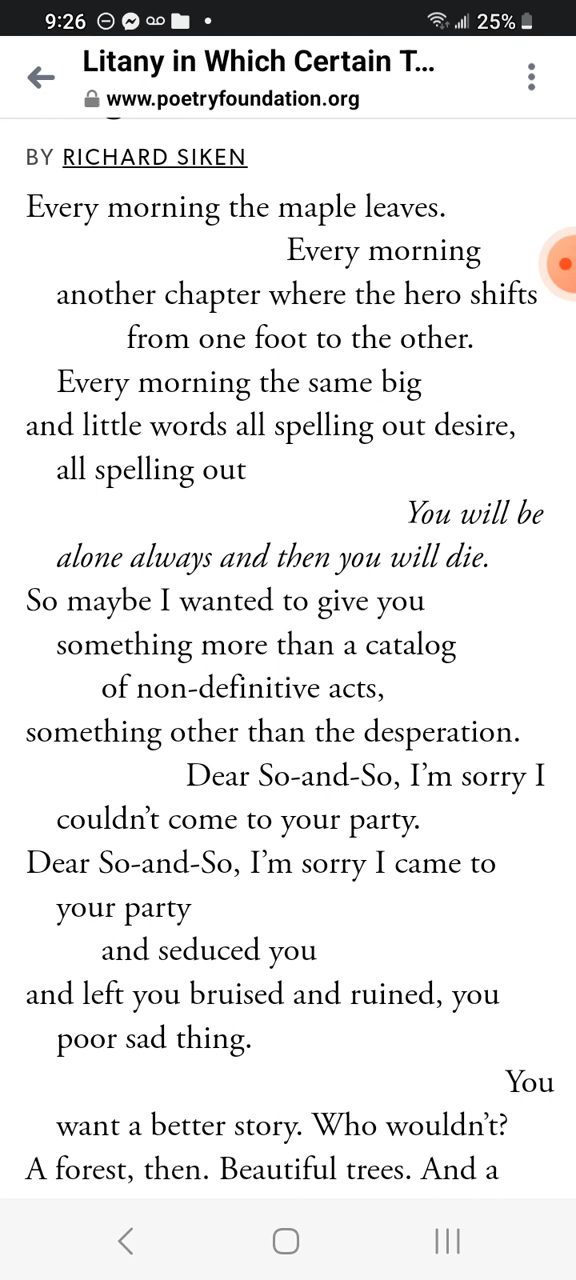 9:26
25%
Litany in Which Certain T...
www.poetryfoundation.org
BY RICHARD SIKEN
Every morning the maple leaves.
Every morning
another chapter where the hero shifts
from one foot to the other.
Every morning the same big
and little words all spelling out desire,
all spelling out
You will be
alone always and then you will die.
So maybe I wanted to give you
something more than a catalog
of non-definitive acts,
something other than the desperation.
Dear So-and-So, I’m sorry I
couldn’t come to your party.
Dear So-and-So, I’m sorry I came to
your party
and seduced you
and left you bruised and ruined, you
poor sad thing.
You
want a better story. Who wouldn’t?
A forest, then. Beautiful trees. And a